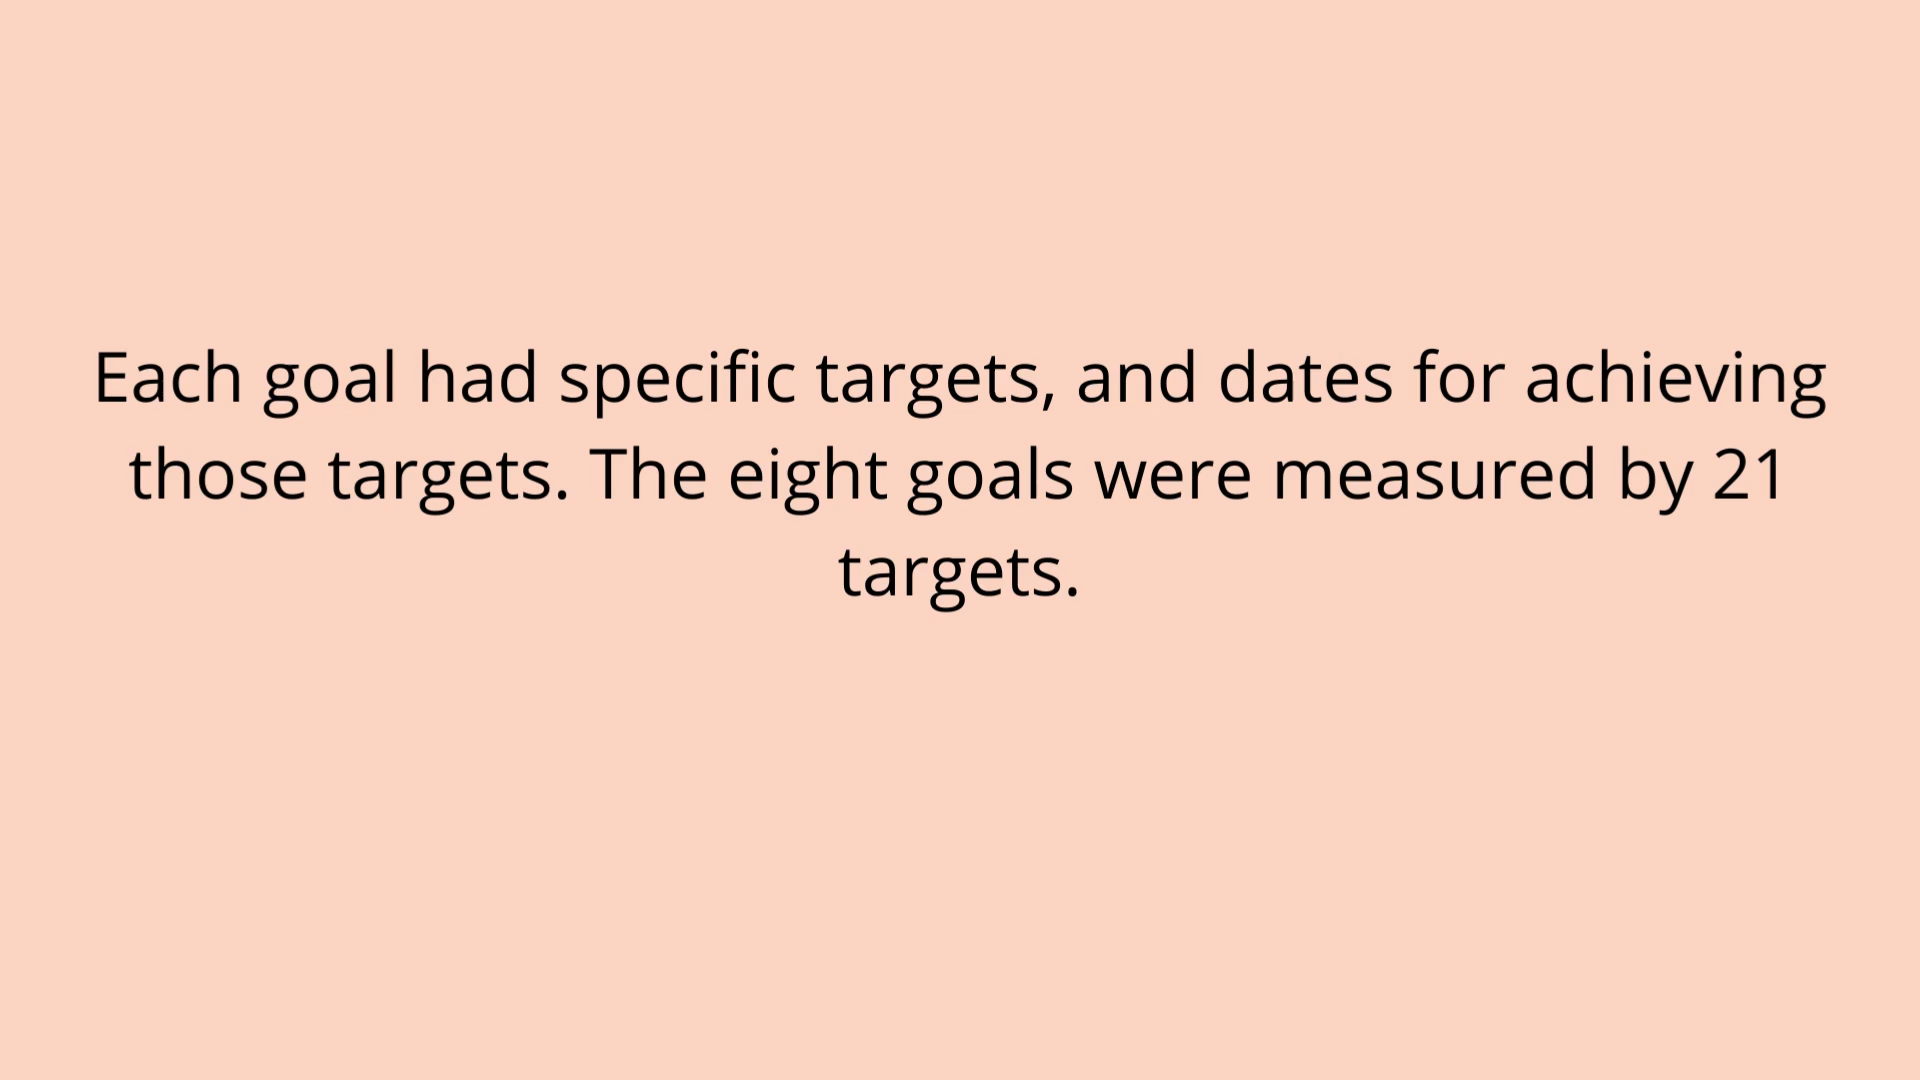 Each goal had specific targets, and dates for achieving
those targets. The eight goals were measured by 21
targets.